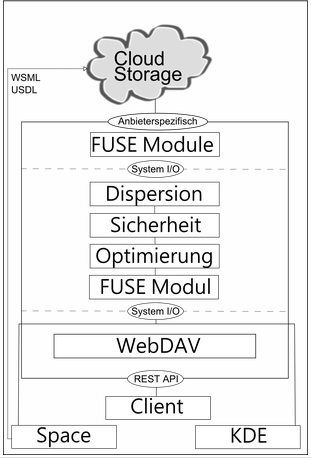 Cloud
Storage
WSML
USDL
Anbieterspezifisch
FUSE Module
System I/O
Dispersion
Sicherheit
Optimierung
FUSE Modul
System I/O
WebDAV
REST API
Client
Space
KDE